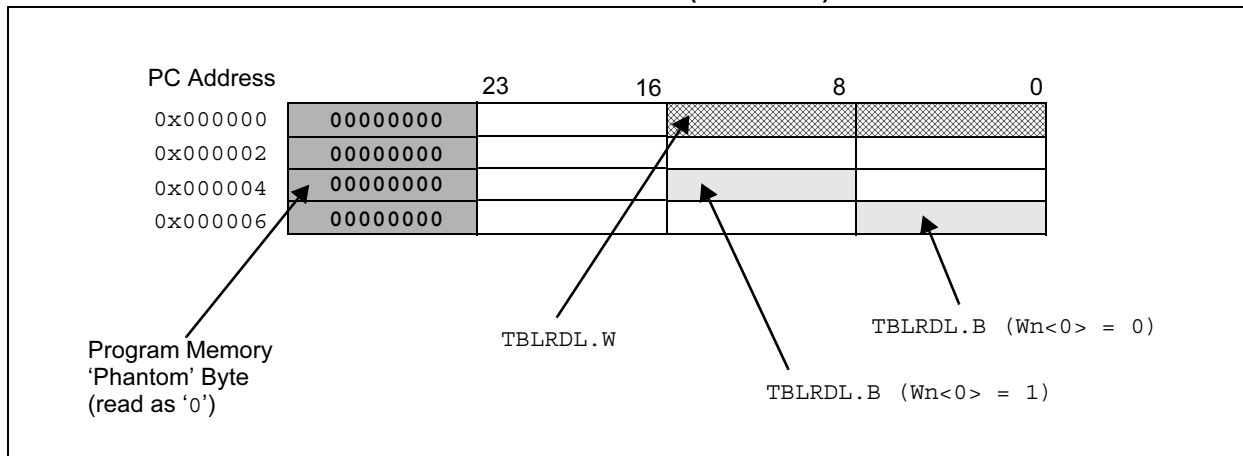 PC Address
23 16 8 0
0x000000 00000000
0x000002 00000000
0x000004 00000000
0x000006 00000000
TBLRDL.W
TBLRDL.B (Wn<0> = 0)
Program Memory
‘Phantom’ Byte
(read as ‘0’)
TBLRDL.B (Wn<0> = 1)